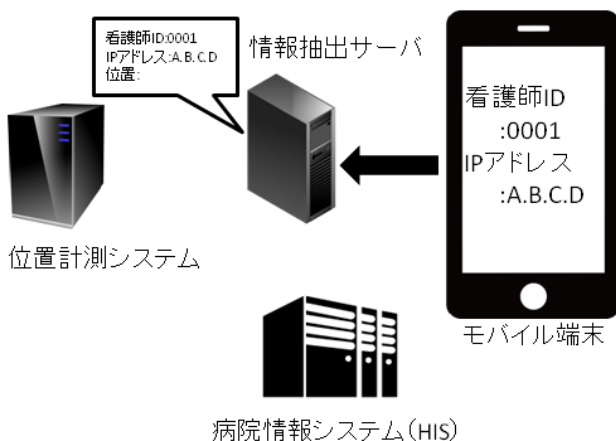 看護師ID:0001
IPアドレス:A.B.C.D
位置:
情報抽出サーバ
看護師ID
:0001
IPアドレス
:A.B.C.D
位置計測システム
モバイル端末
病院情報システム(HIS)